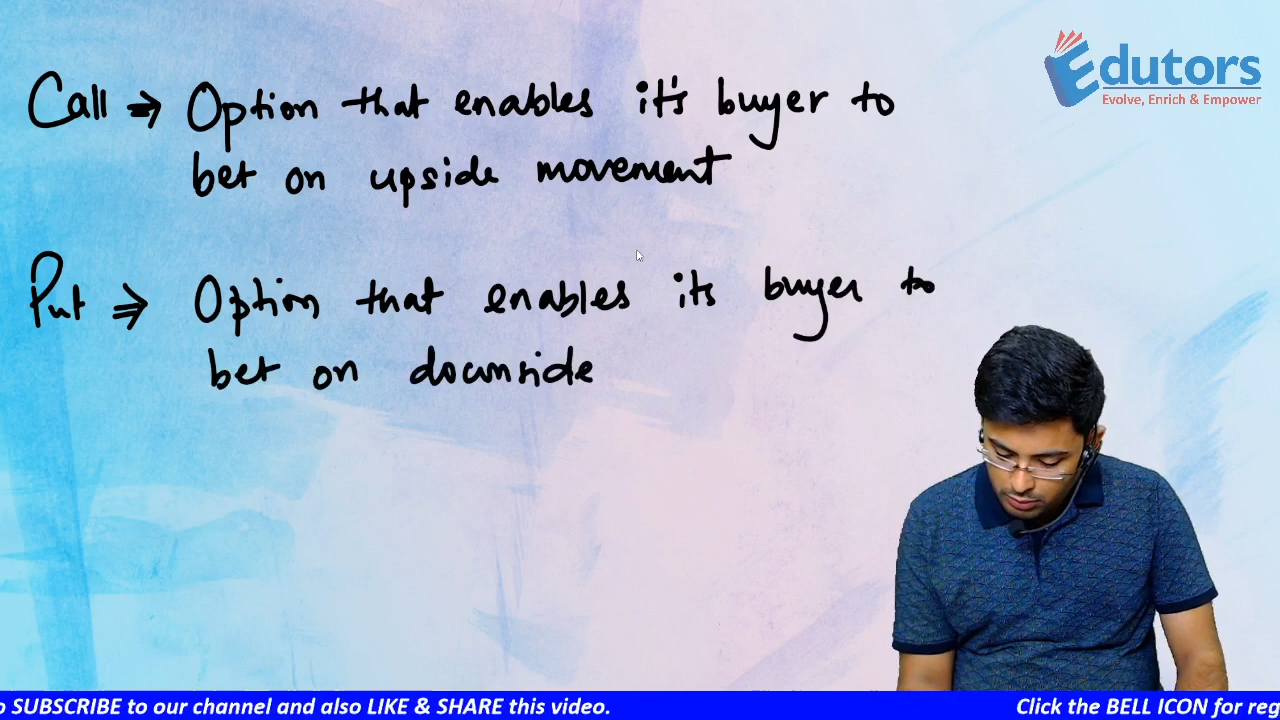 Edutors
Evolve, Enrich & Empower
Call ⇒ Option that enables it's buyer to
bet on upside movement
Put ⇒ Option that enables its buyer to
bet on downside
o SUBSCRIBE to our channel and also LIKE & SHARE this video.
Click the BELL ICON for reg